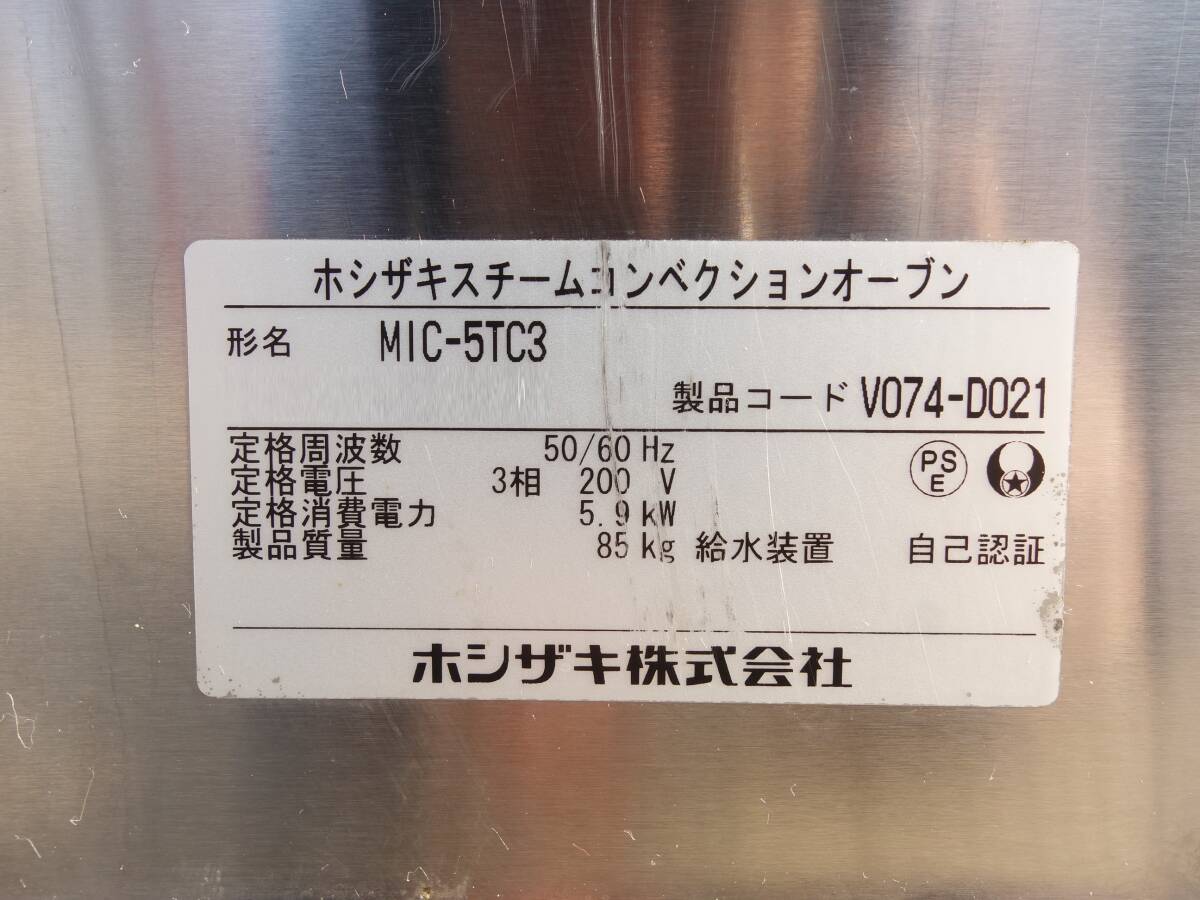 ホシザキスチームコンベクションオーブン
形名 MIC-5TC3
製品コード V074-D021
定格周波数 50/60 Hz
定格電圧 3相 200 V
定格消費電力 5.9 kW
製品質量 85 kg 給水装置 自己認証
PS
E
ホシザキ株式会社